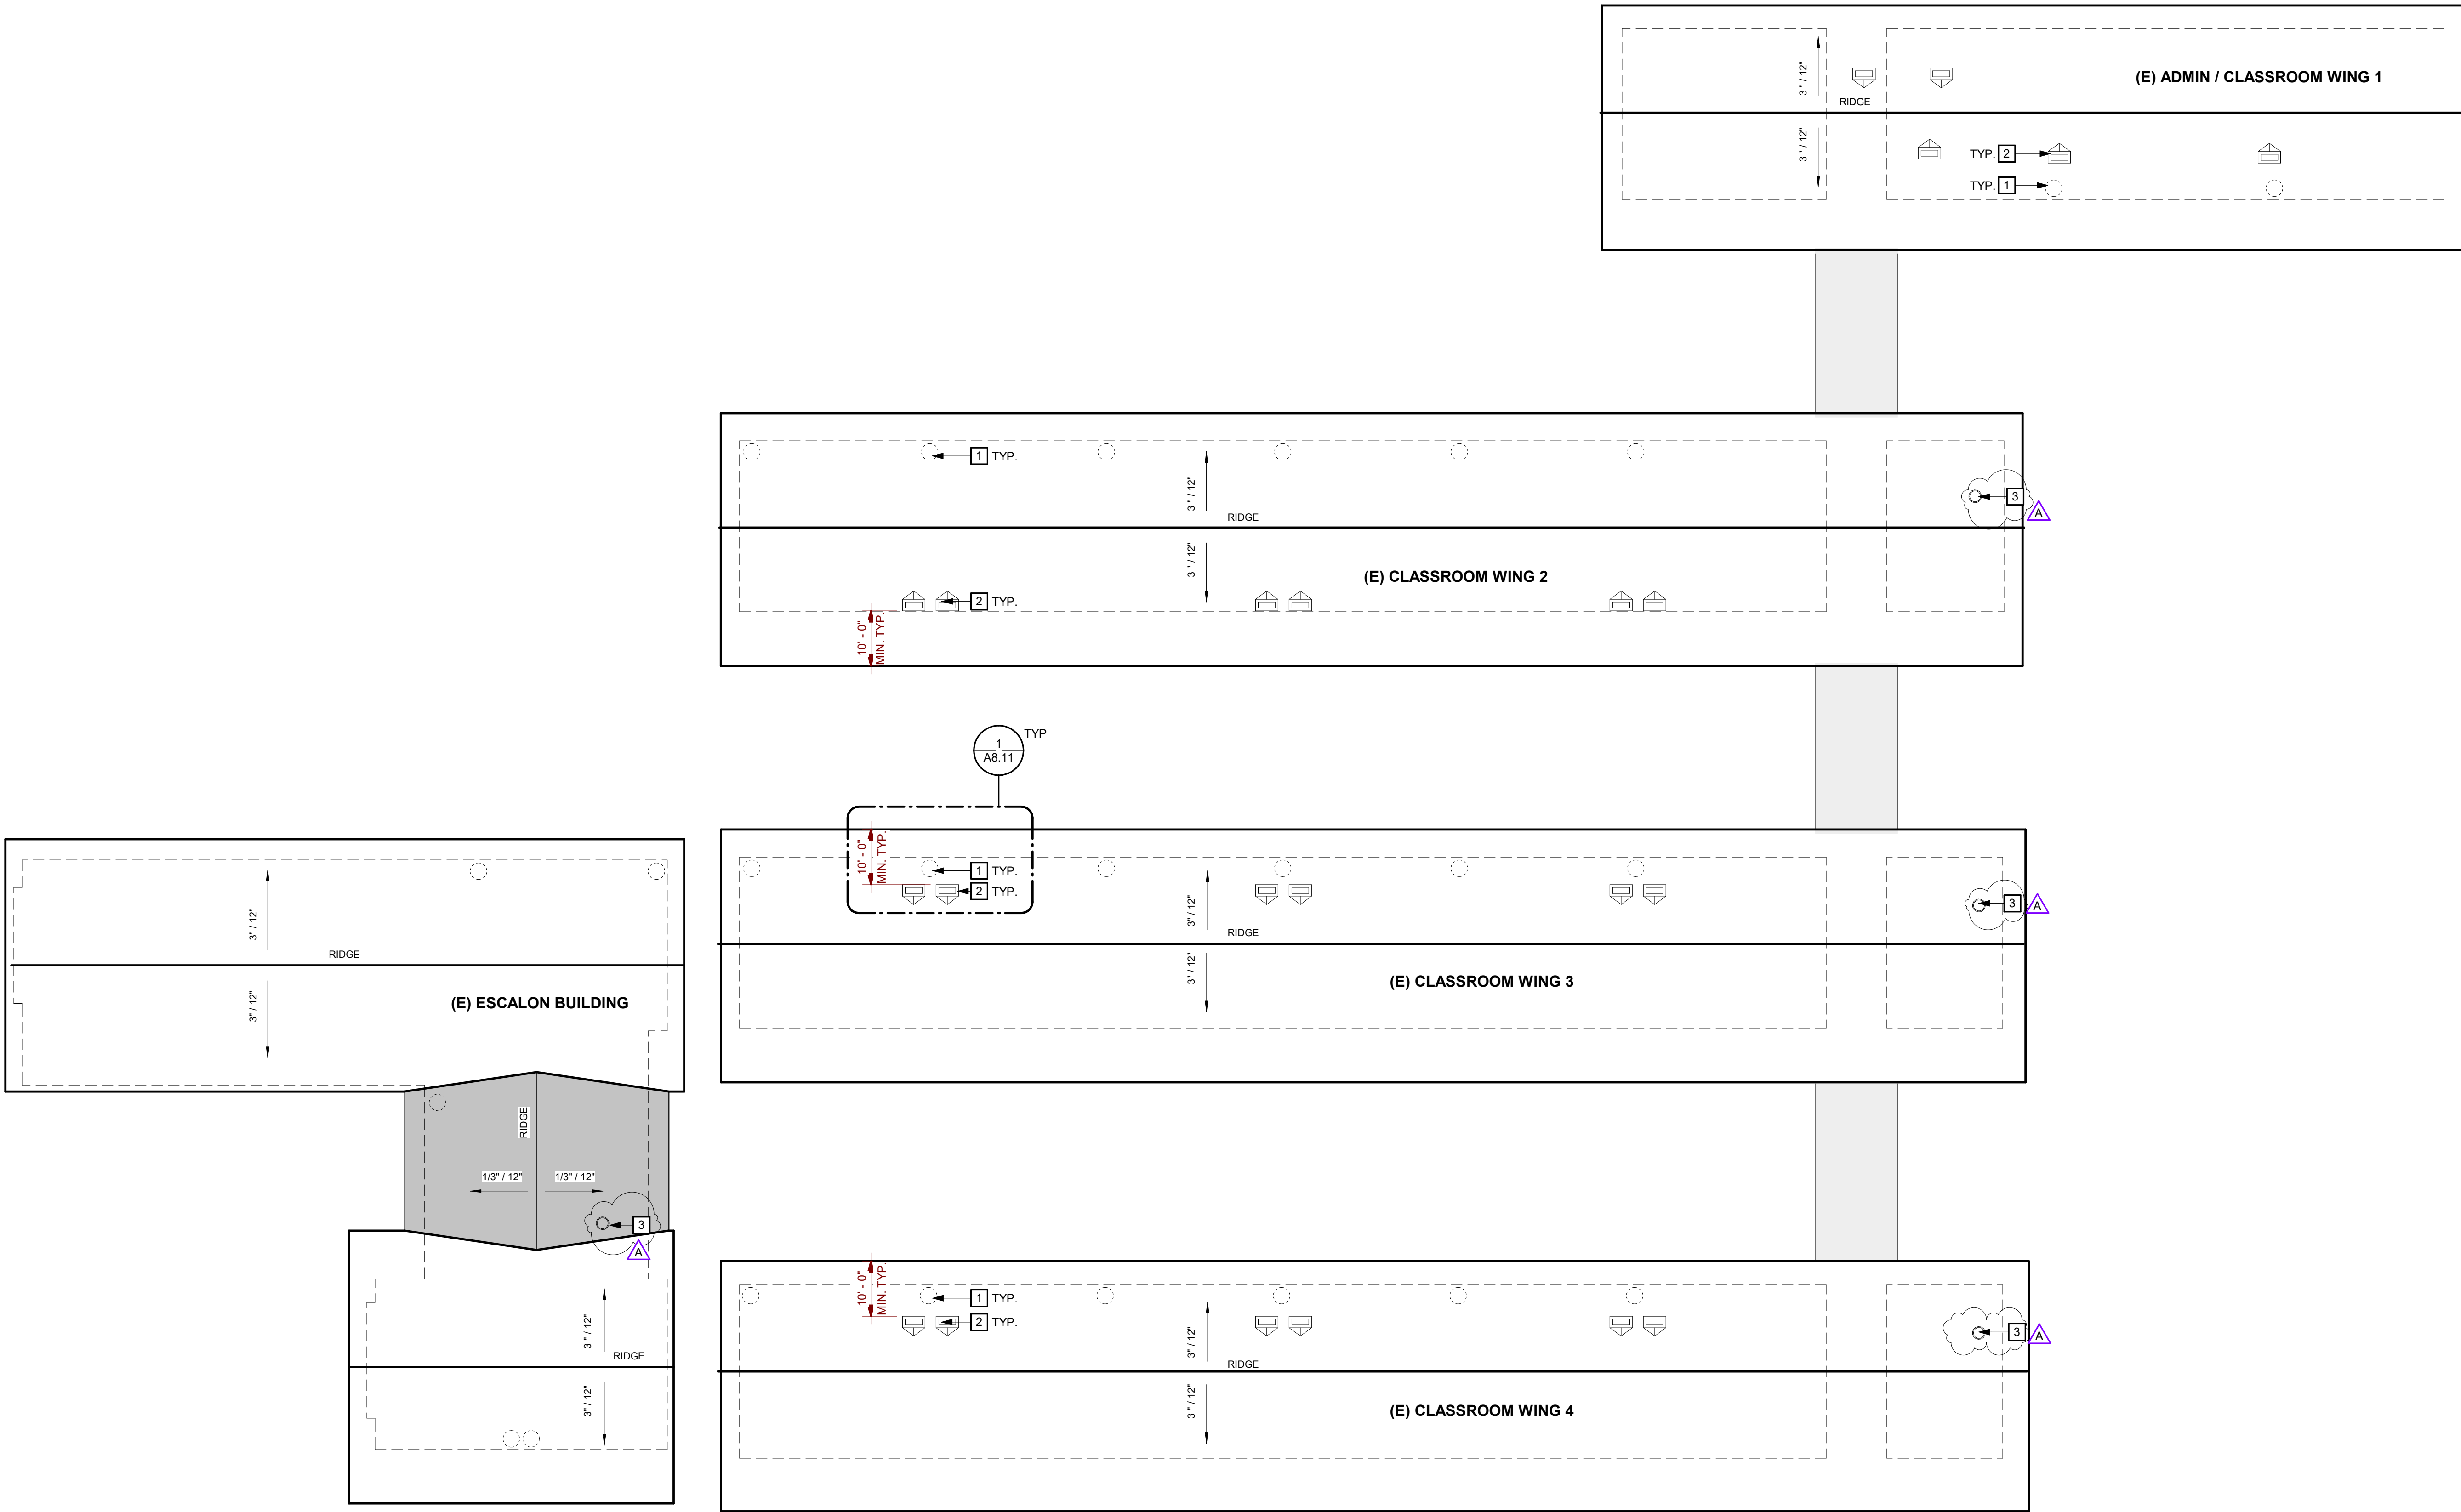 (E) ADMIN / CLASSROOM WING 1
3 " / 12"
RIDGE
3 " / 12"
TYP. 2
TYP. 1
1 TYP.
3 " / 12"
3
A
RIDGE
3 " / 12"
(E) CLASSROOM WING 2
2 TYP.
10' - 0"
MIN. TYP.
1
A8.11
TYP
10' - 0"
MIN. TYP.
1 TYP.
2 TYP.
3" / 12"
3
A
RIDGE
3" / 12"
(E) CLASSROOM WING 3
3" / 12"
RIDGE
3" / 12"
(E) ESCALON BUILDING
RIDGE
1/3" / 12"
1/3" / 12"
3
A
3 " / 12"
RIDGE
3" / 12"
10' - 0"
MIN. TYP.
1 TYP.
2 TYP.
3" / 12"
3
A
RIDGE
3 " / 12"
(E) CLASSROOM WING 4